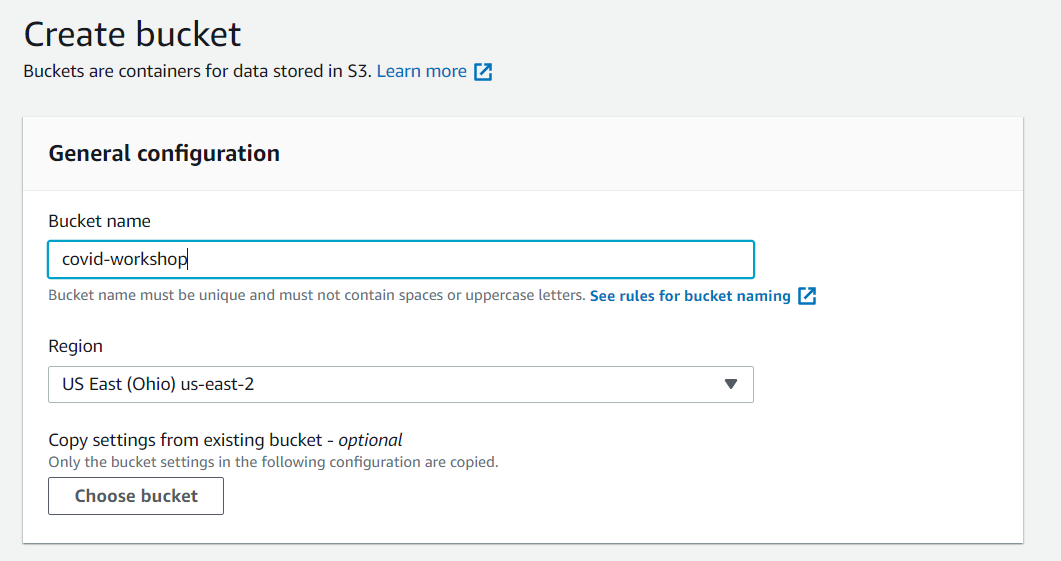 Create bucket
Buckets are containers for data stored in S3. Learn more
General configuration
Bucket name
covid-workshop
Bucket name must be unique and must not contain spaces or uppercase letters. See rules for bucket naming
Region
US East (Ohio) us-east-2
Copy settings from existing bucket - optional
Only the bucket settings in the following configuration are copied.
Choose bucket